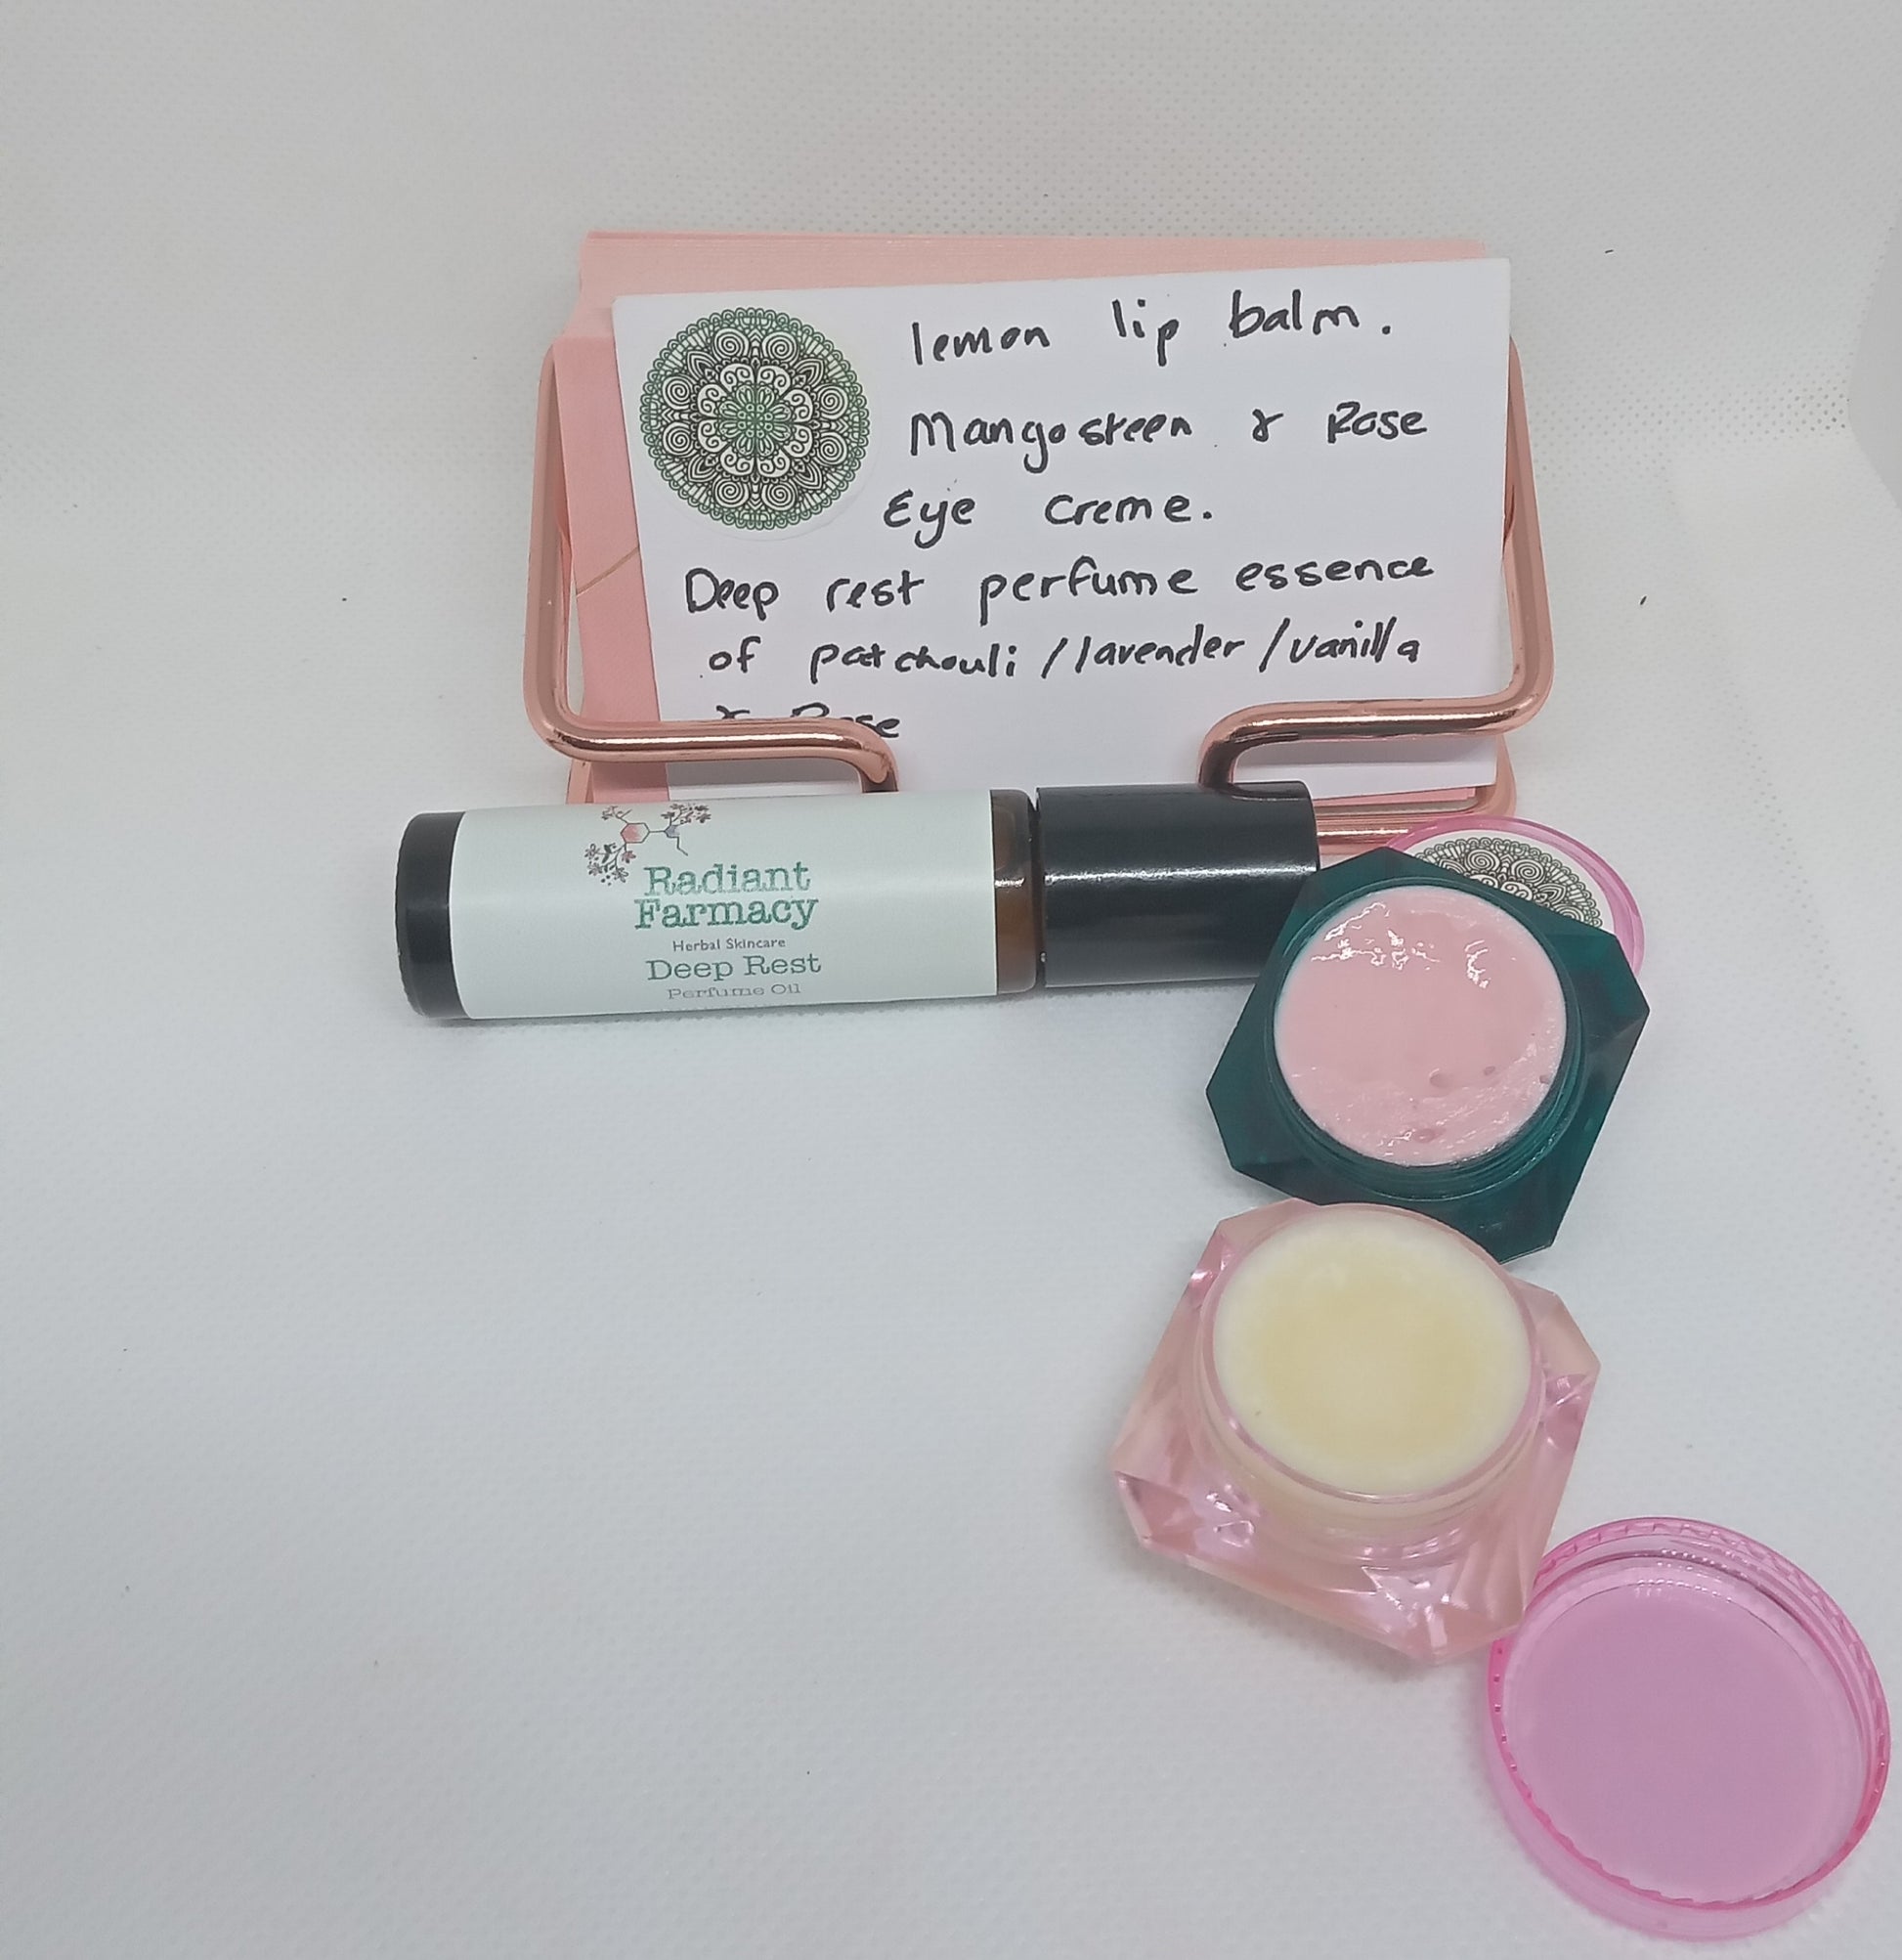 lemon lip balm.
Mangosteen & Rose
Eye Creme.
Deep rest perfume essence
of patchouli / lavender / vanilla
& Rose
Radiant
Farmacy
Herbal Skincare
Deep Rest
Perfume Oil